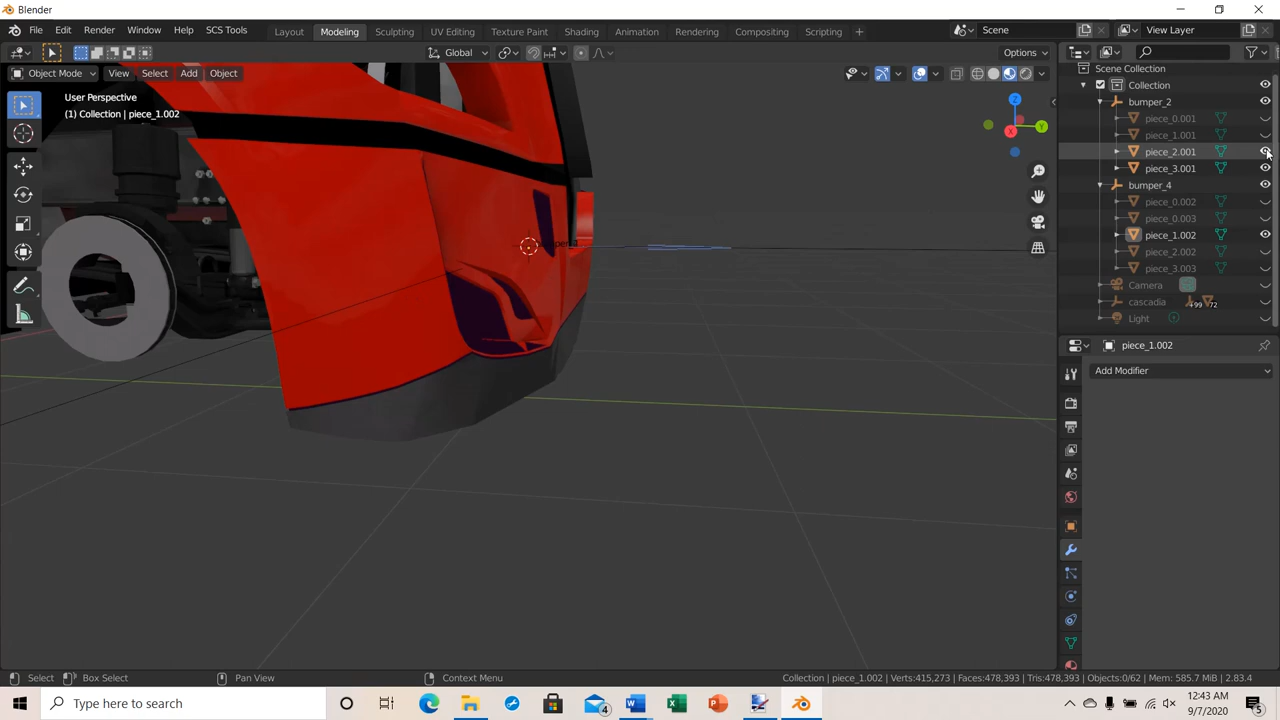 Blender
File Edit Render Window Help SCS Tools Layout Modeling Sculpting UV Editing Texture Paint Shading Animation Rendering Compositing Scripting + Scene View Layer
Global Options
Object Mode View Select Add Object
User Perspective
(1) Collection | piece_1.002
X
Y
Z
Scene Collection
Collection
bumper_2
piece_0.001
piece_1.001
piece_2.001
piece_3.001
bumper_4
piece_0.002
piece_0.003
piece_1.002
piece_2.002
piece_3.003
Camera
cascadia +99 72
Light
piece_1.002
Add Modifier
Select Box Select Pan View Context Menu Collection | piece_1.002 | Verts:415,273 | Faces:478,393 | Tris:478,393 | Objects:0/62 | Mem: 585.7 MiB | 2.83.4
Type here to search 4 12:43 AM
9/7/2020 5